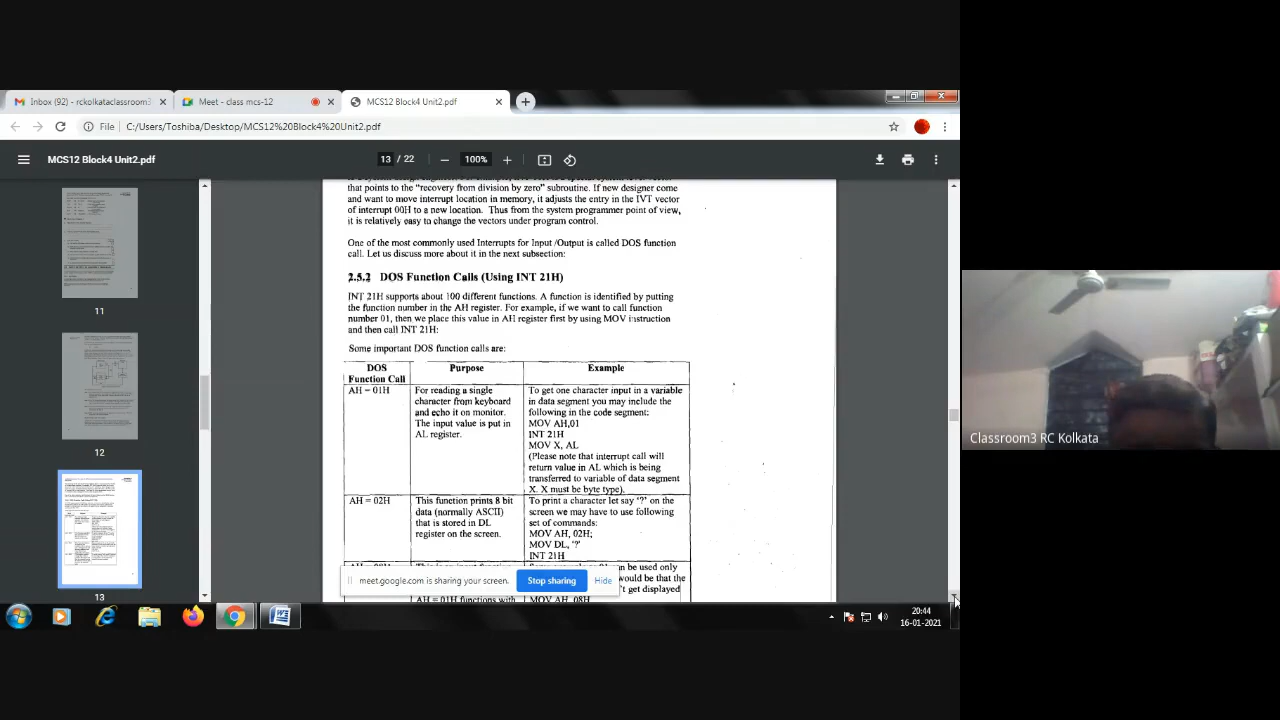 Inbox (92) - rckolkataclassroom3
Meet - class mcs-12
MCS12 Block4 Unit2.pdf
File
C:/Users/Toshiba/Desktop/MCS12%20Block4%20Unit2.pdf
MCS12 Block4 Unit2.pdf
13 / 22
100%
that points to the "recovery from division by zero" subroutine. If new designer come
and want to move interrupt location in memory, it adjusts the entry in the IVT vector
of interrupt 00H to a new location. Thus from the system programmer point of view,
it is relatively easy to change the vectors under program control.
One of the most commonly used Interrupts for Input /Output is called DOS function
call. Let us discuss more about it in the next subsection:
2.5.2 DOS Function Calls (Using INT 21H)
INT 21H supports about 100 different functions. A function is identified by putting
the function number in the AH register. For example, if we want to call function
number 01, then we place this value in AH register first by using MOV instruction
and then call INT 21H:
Some important DOS function calls are:
DOS
Function Call
Purpose
Example
AH = 01H
For reading a single
character from keyboard
and echo it on monitor.
The input value is put in
AL register.
To get one character input in a variable
in data segment you may include the
following in the code segment:
MOV AH,01
INT 21H
MOV X, AL
(Please note that interrupt call will
return value in AL which is being
transferred to variable of data segment
X. X must be byte type).
AH = 02H
This function prints 8 bit
data (normally ASCII)
that is stored in DL
register on the screen.
To print a character let say '?' on the
screen we may have to use following
set of commands:
MOV AH, 02H;
MOV DL, '?'
INT 21H
can be used only
would be that the
get displayed
AH = 01H functions with
MOV AH, 08H
meet.google.com is sharing your screen.
Stop sharing
Hide
11
12
13
20:44
16-01-2021
Classroom3 RC Kolkata